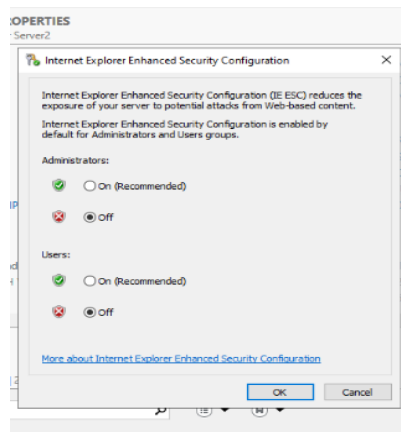 OPERTIES
Server2
Internet Explorer Enhanced Security Configuration
Internet Explorer Enhanced Security Configuration (IE ESC) reduces the
exposure of your server to potential attacks from Web-based content.
Internet Explorer Enhanced Security Configuration is enabled by
default for Administrators and Users groups.
Administrators:
On (Recommended)
Off
Users:
On (Recommended)
Off
More about Internet Explorer Enhanced Security Configuration
OK Cancel